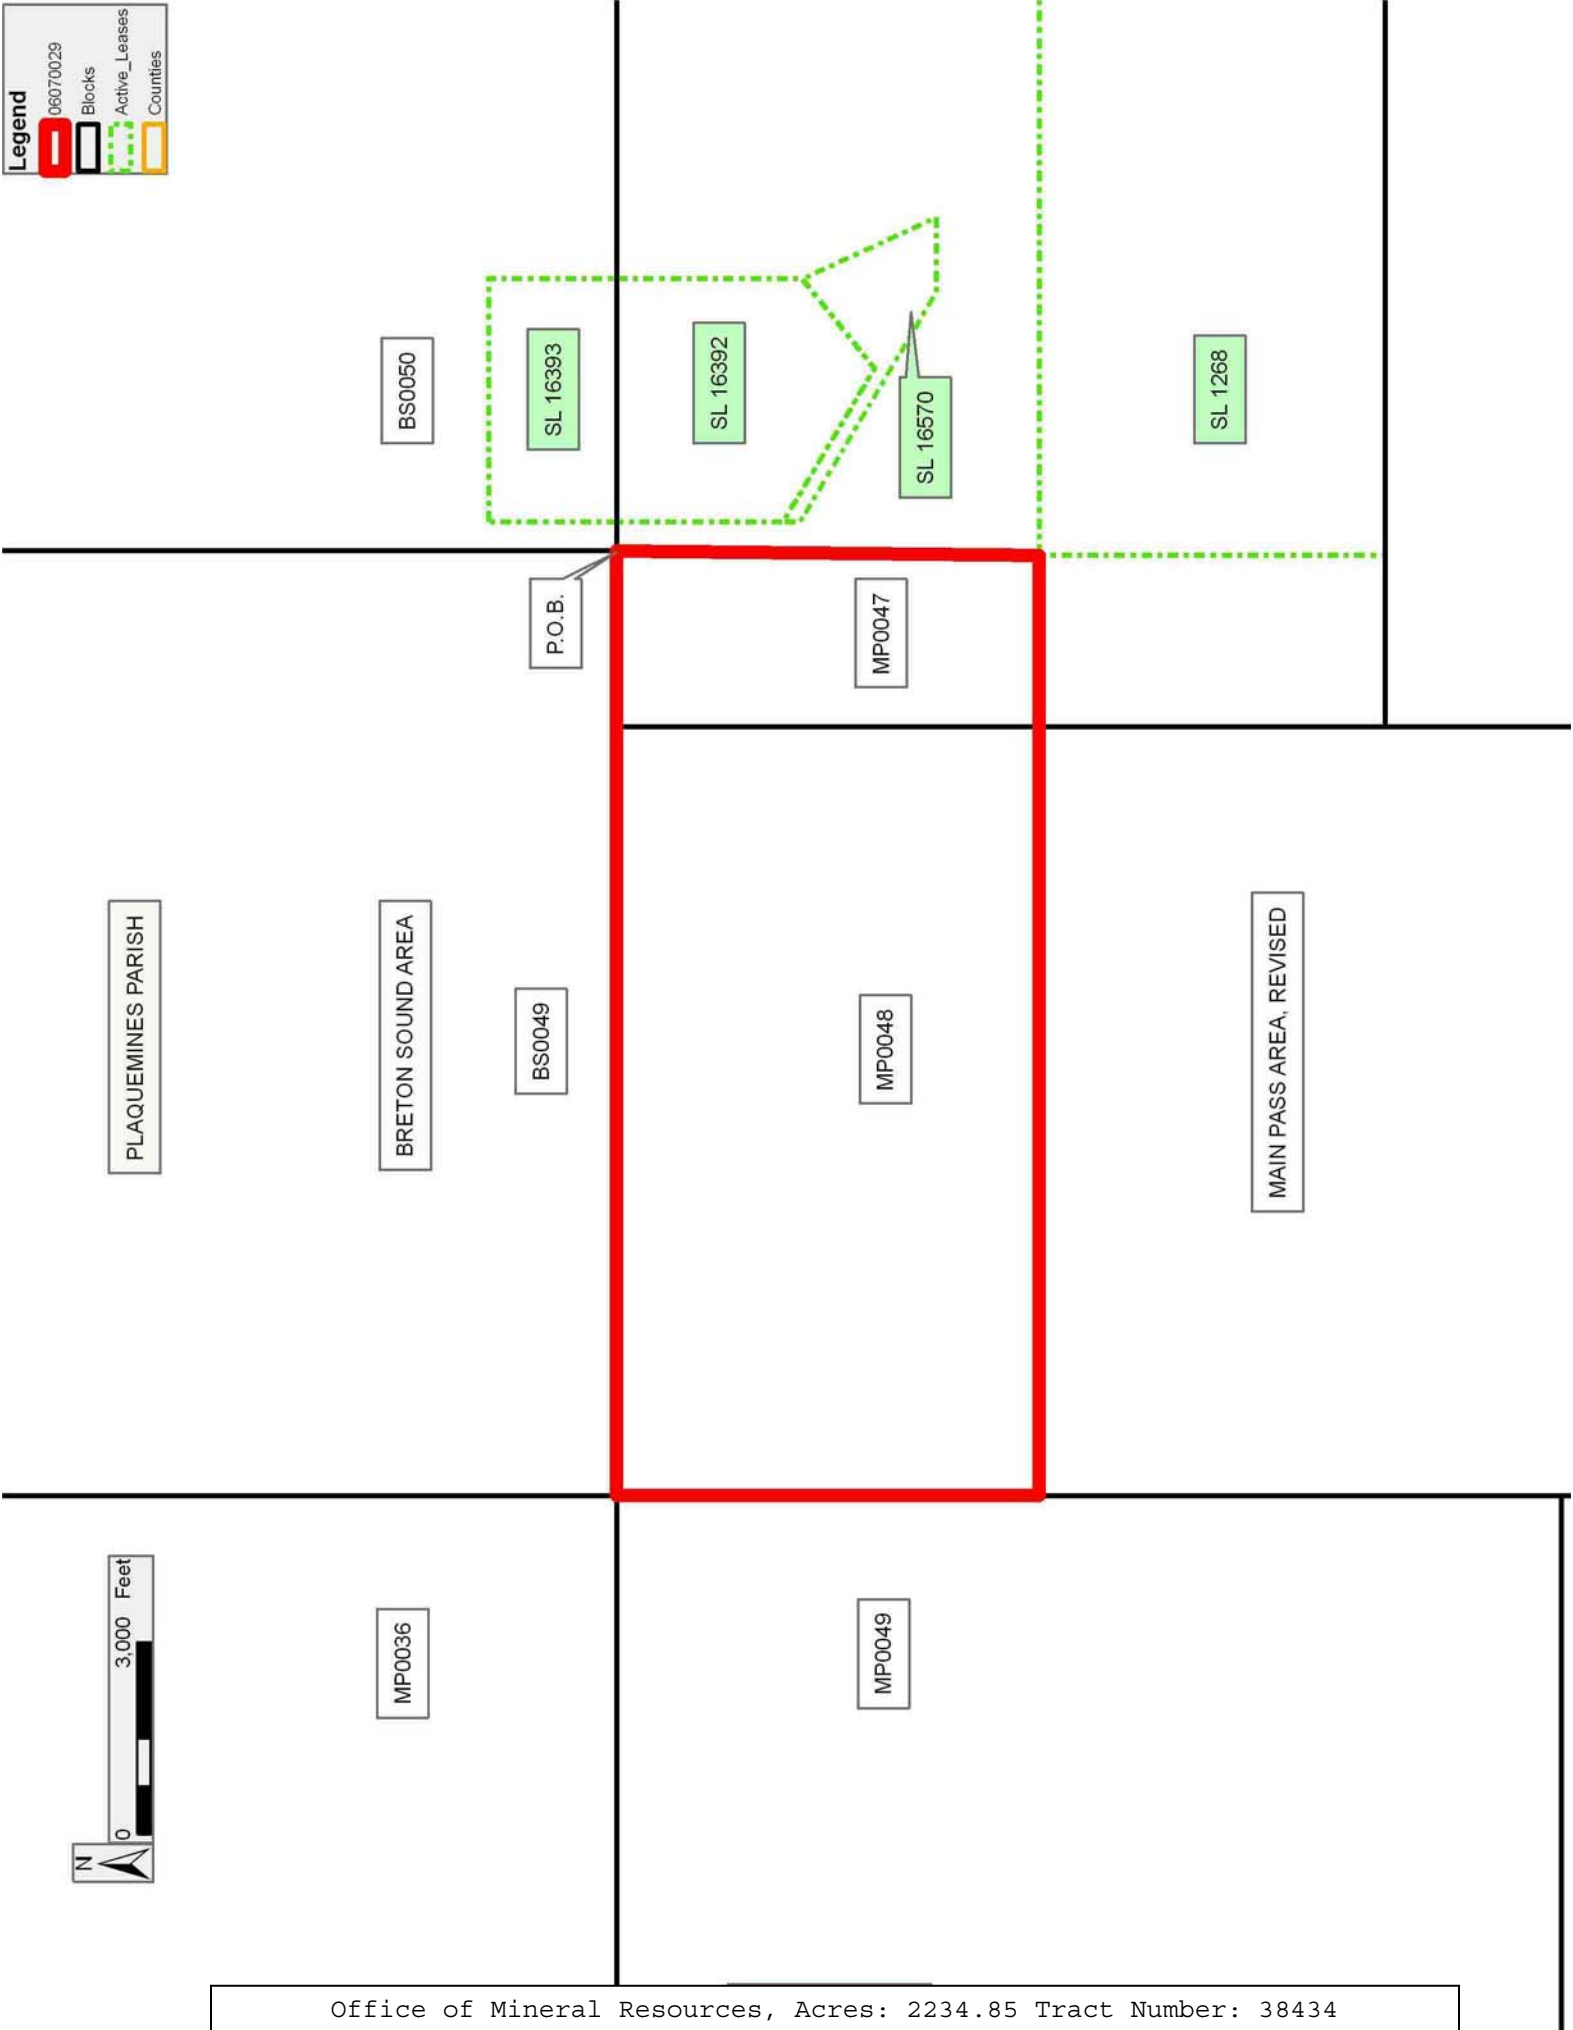 Legend
06070029
Blocks
Active_Leases
Counties
PLAQUEMINES PARISH
BRETON SOUND AREA
BS0050
BS0049
MP0036
SL 16393
P.O.B.
SL 16392
SL 16570
MP0047
MP0048
MP0049
SL 1268
MAIN PASS AREA, REVISED
N
0 3,000 Feet
Office of Mineral Resources, Acres: 2234.85 Tract Number: 38434